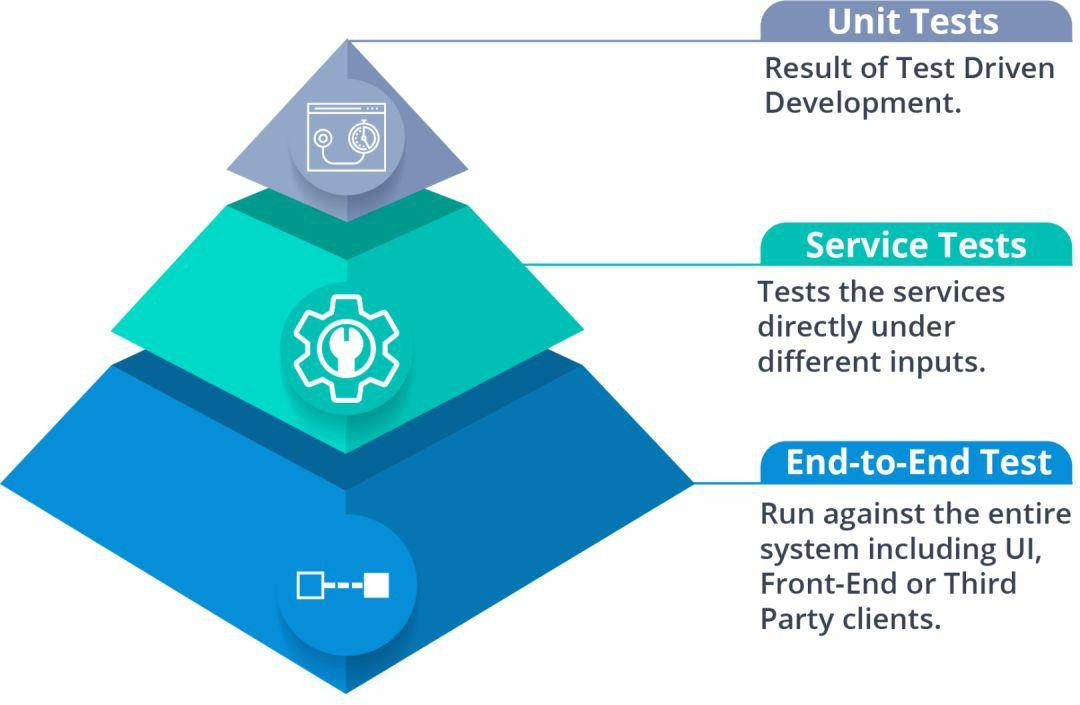 Unit Tests
Result of Test Driven
Development.
Service Tests
Tests the services
directly under
different inputs.
End-to-End Test
Run against the entire
system including UI,
Front-End or Third
Party clients.